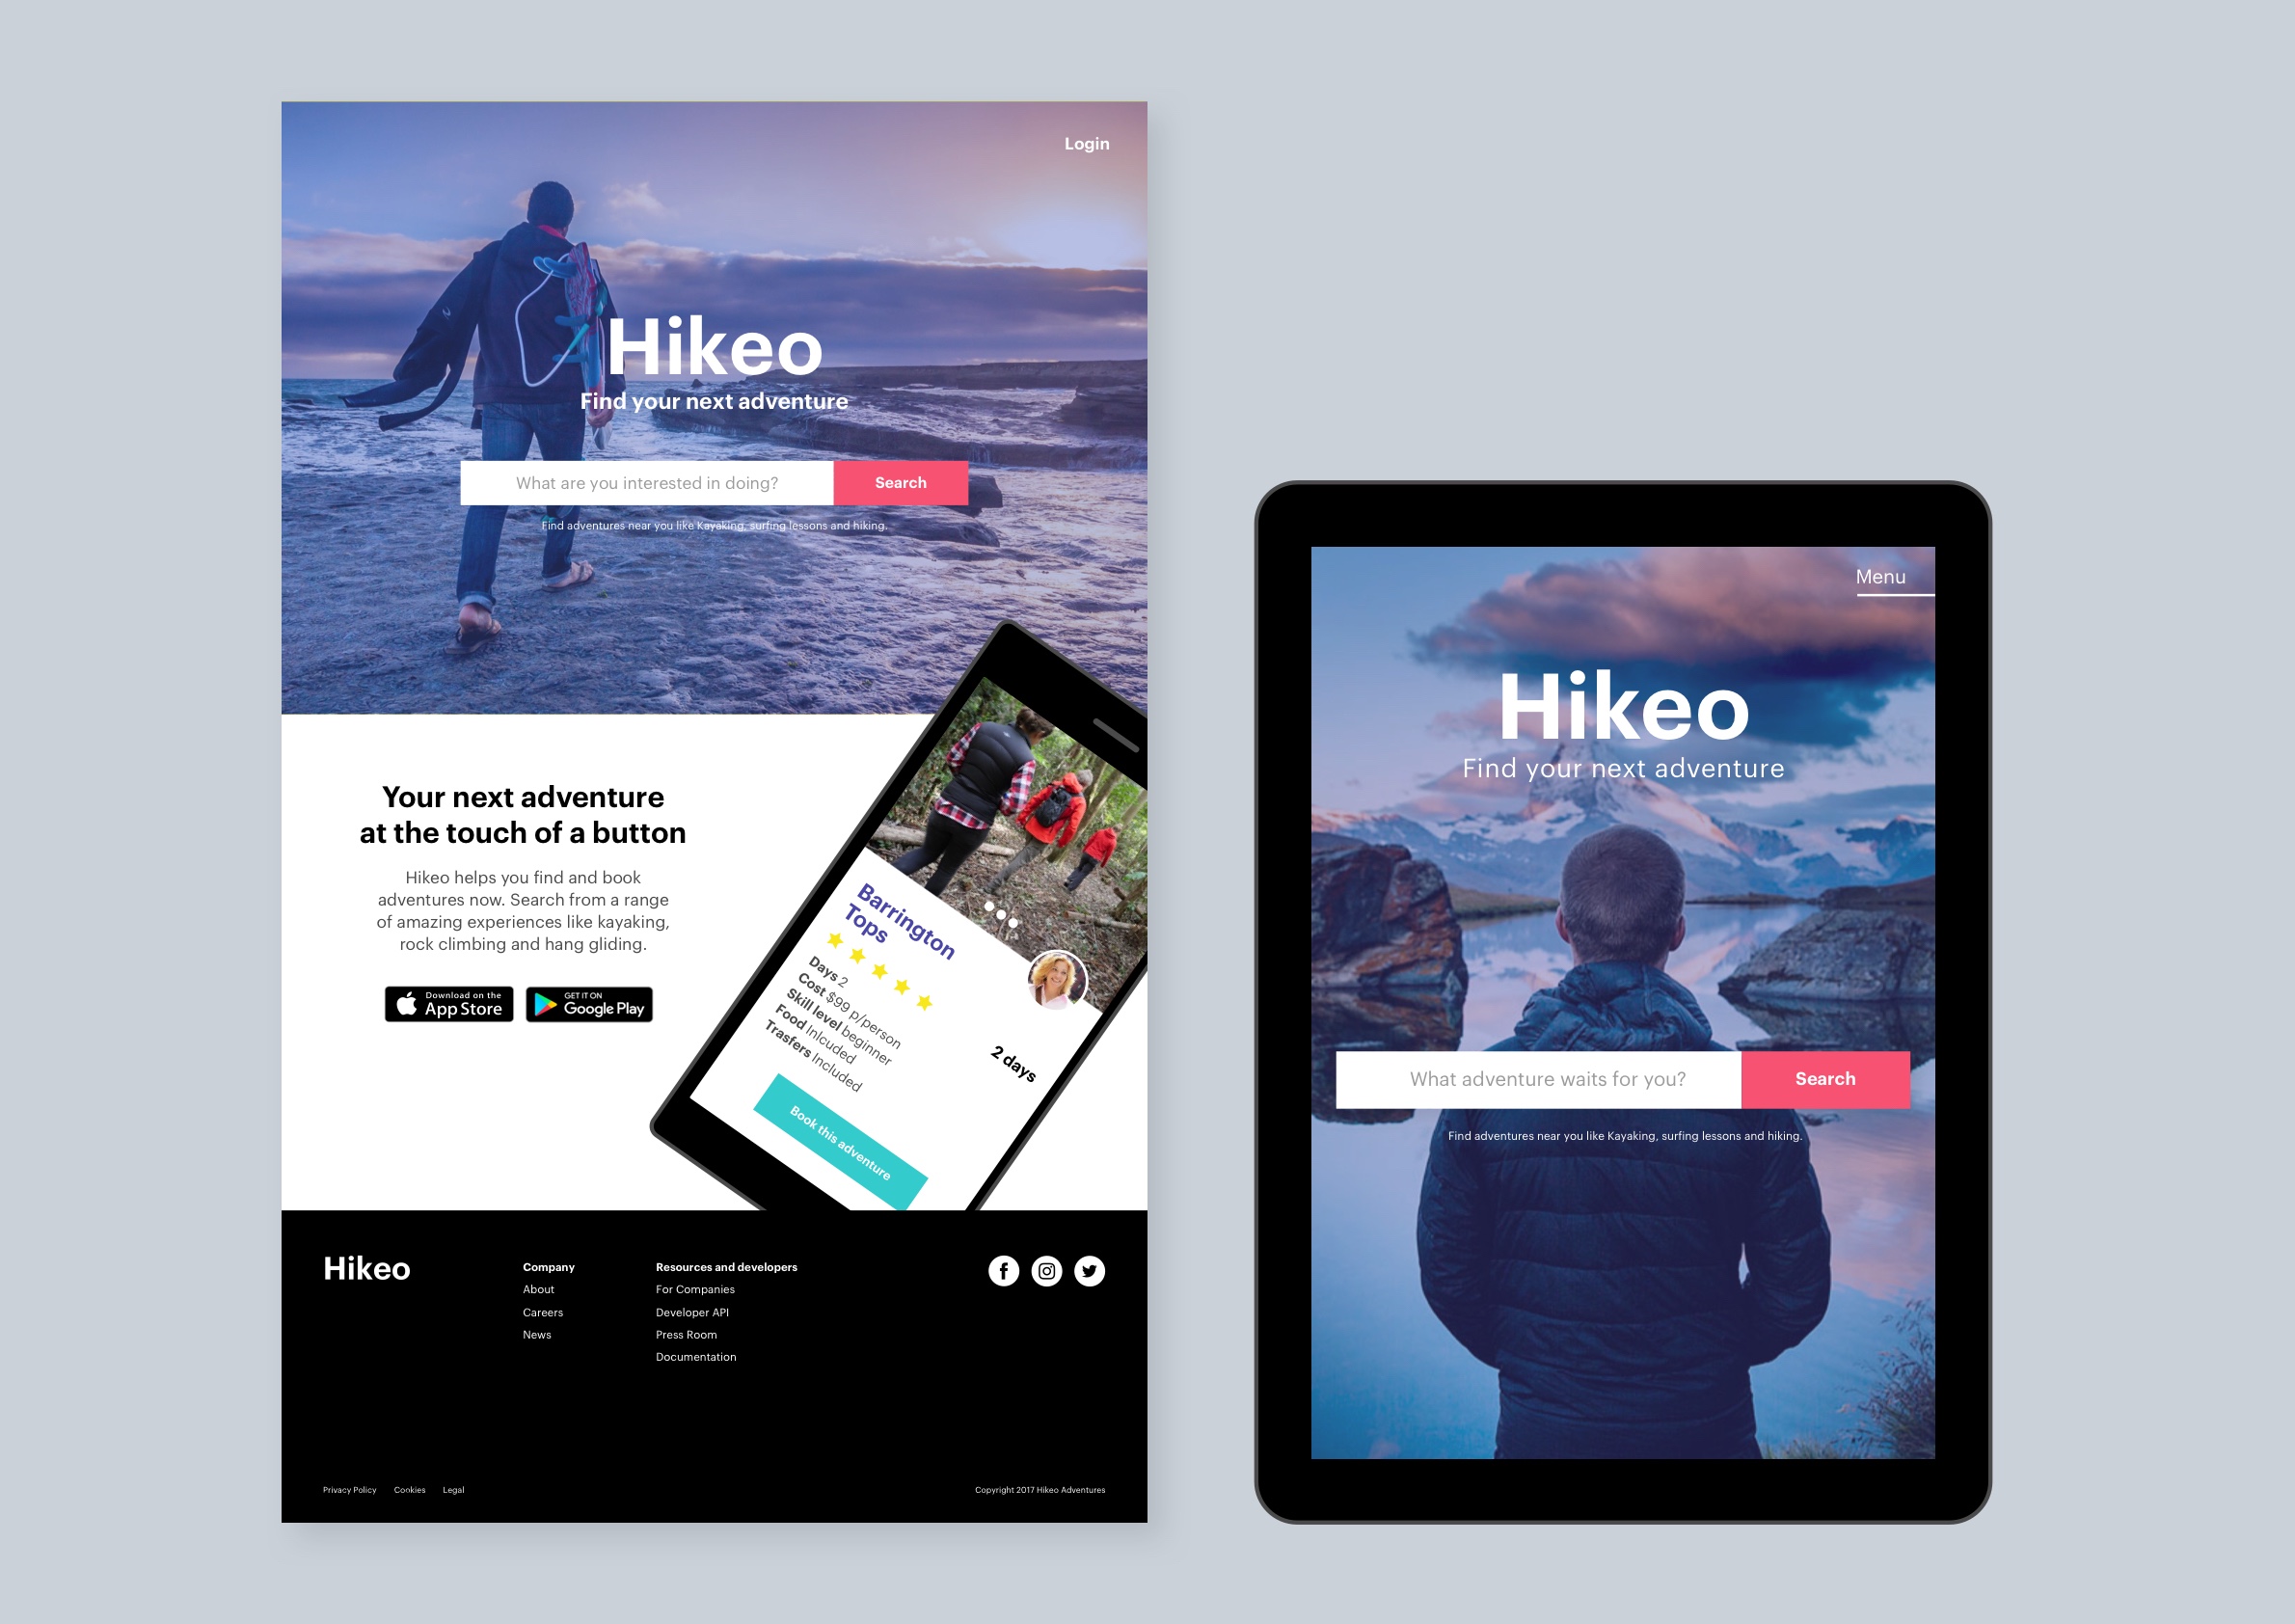 Login
Hikeo
Find your next adventure
What are you interested in doing?
Search
Find adventures near you like Kayaking, surfing lessons and hiking.
Your next adventure
at the touch of a button
Hikeo helps you find and book
adventures now. Search from a range
of amazing experiences like kayaking,
rock climbing and hang gliding.
Download on the
App Store
GET IT ON
Google Play
Barrington
Tops
Days 2
Cost $99 p/person
Skill level beginner
Food Inlcuded
Trasfers Included
2 days
Book this adventure
Hikeo
Company
About
Careers
News
Resources and developers
For Companies
Developer API
Press Room
Documentation
Privacy Policy Cookies Legal
Copyright 2017 Hikeo Adventures
Menu
Hikeo
Find your next adventure
What adventure waits for you?
Search
Find adventures near you like Kayaking, surfing lessons and hiking.